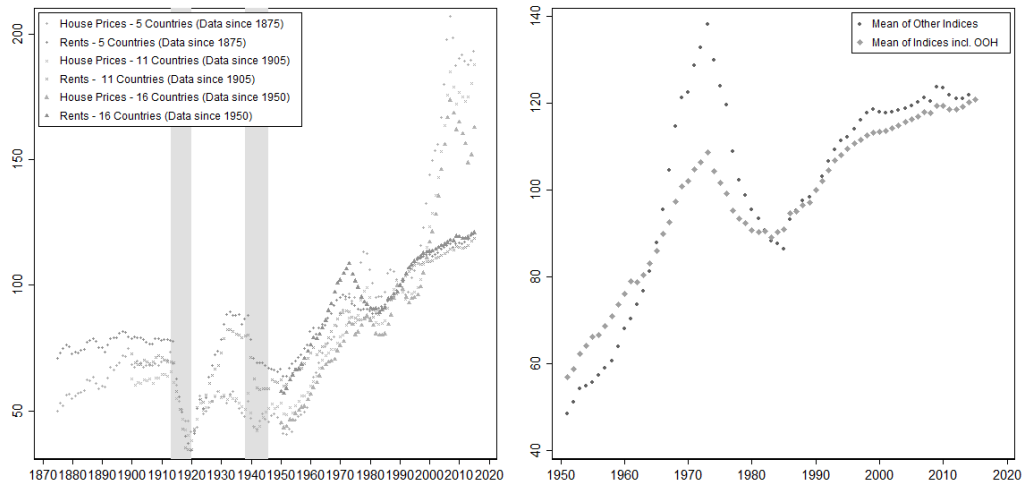 House Prices - 5 Countries (Data since 1875)
Rents - 5 Countries (Data since 1875)
House Prices - 11 Countries (Data since 1905)
Rents - 11 Countries (Data since 1905)
House Prices - 16 Countries (Data since 1950)
Rents - 16 Countries (Data since 1950)
200
150
100
50
1870 1880 1890 1900 1910 1920 1930 1940 1950 1960 1970 1980 1990 2000 2010 2020
Mean of Other Indices
Mean of Indices incl. OOH
140
120
100
80
60
40
1950 1960 1970 1980 1990 2000 2010 2020